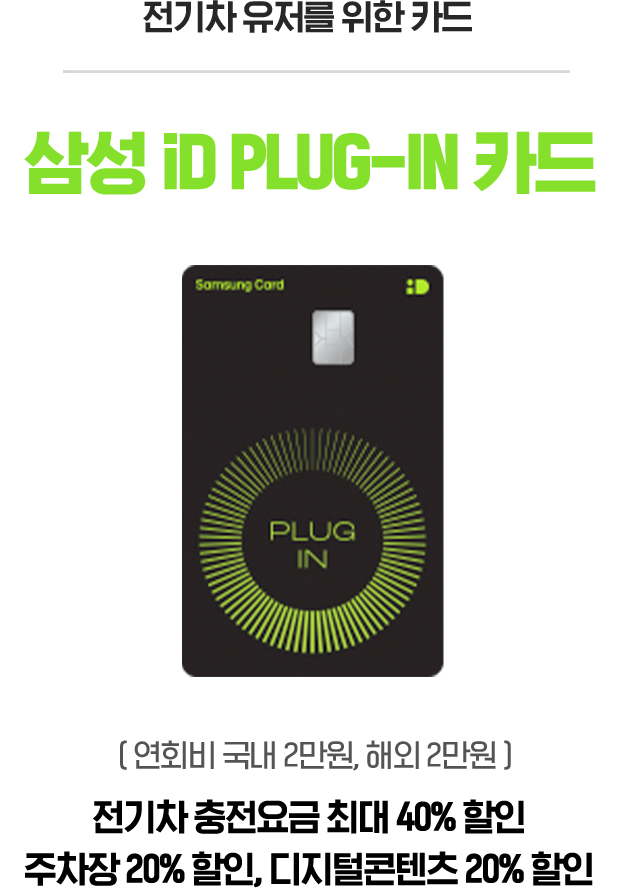 전기차 유저를 위한 카드
삼성 iD PLUG-IN 카드
Samsung Card
iD
PLUG
IN
( 연회비 국내 2만원, 해외 2만원 )
전기차 충전요금 최대 40% 할인
주차장 20% 할인, 디지털콘텐츠 20% 할인